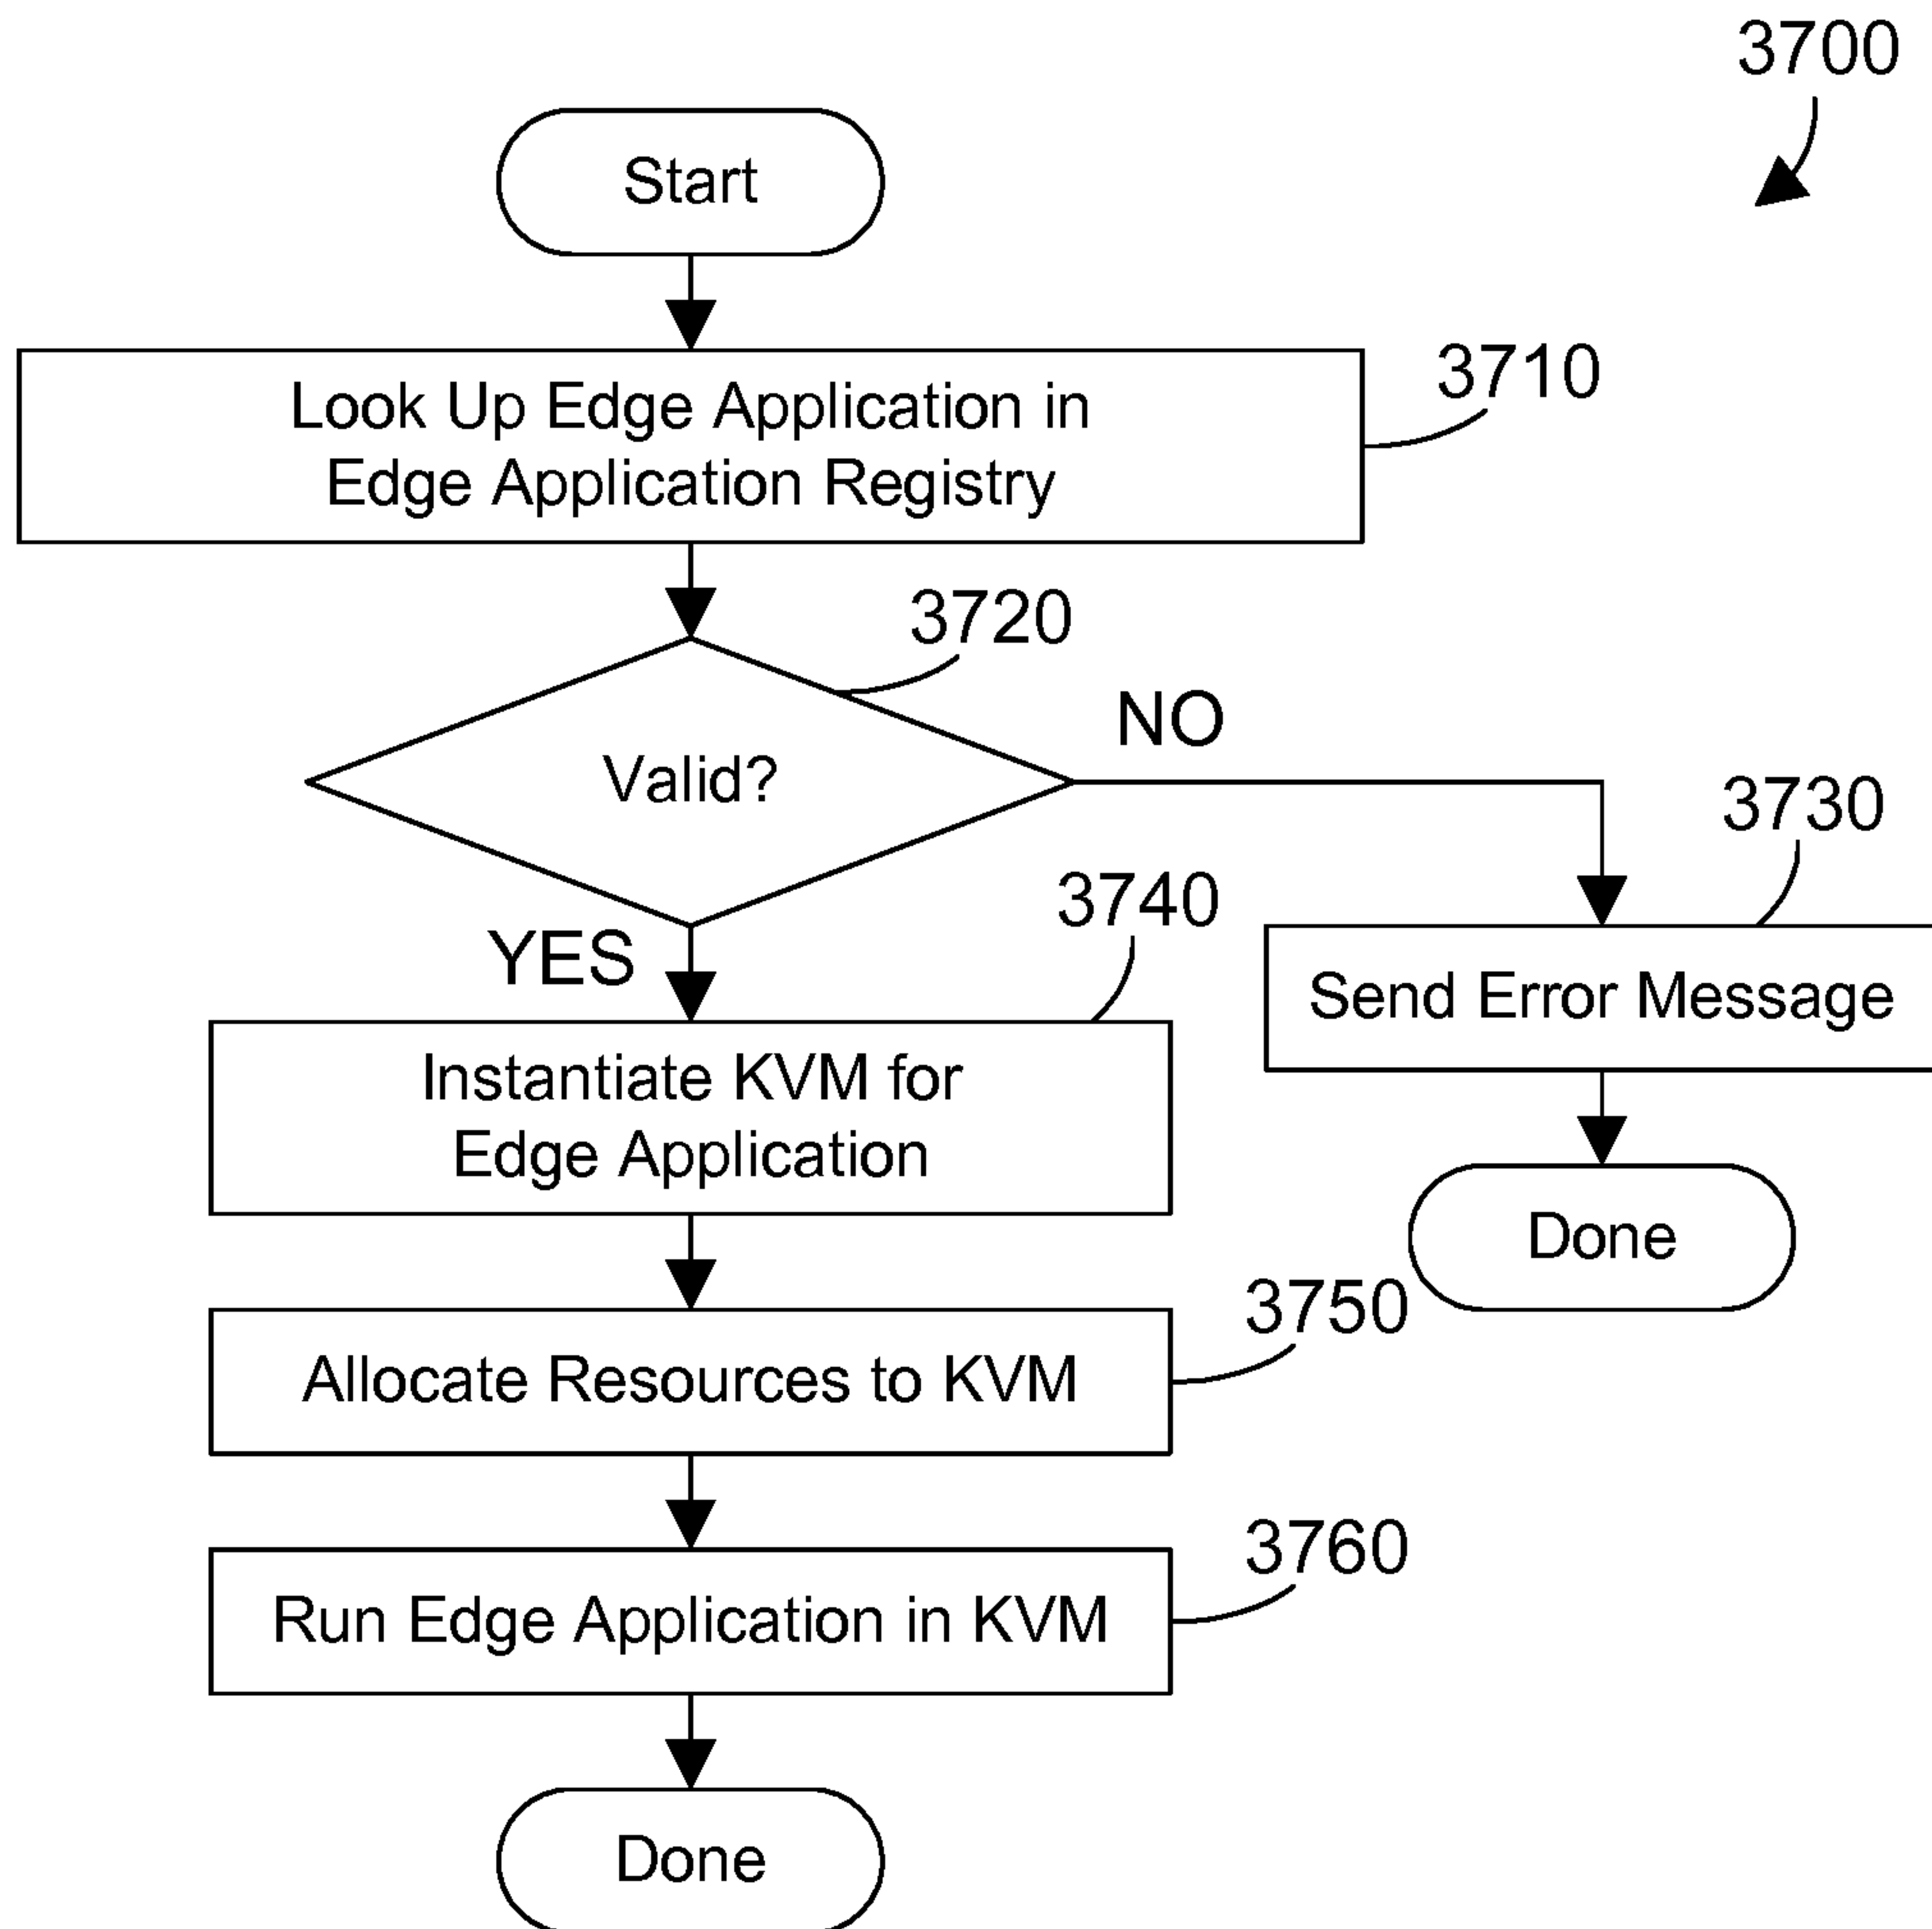 3700
Start
Look Up Edge Application in
Edge Application Registry
3710
3720
Valid?
NO
YES
3730
Send Error Message
Done
3740
Instantiate KVM for
Edge Application
3750
Allocate Resources to KVM
3760
Run Edge Application in KVM
Done